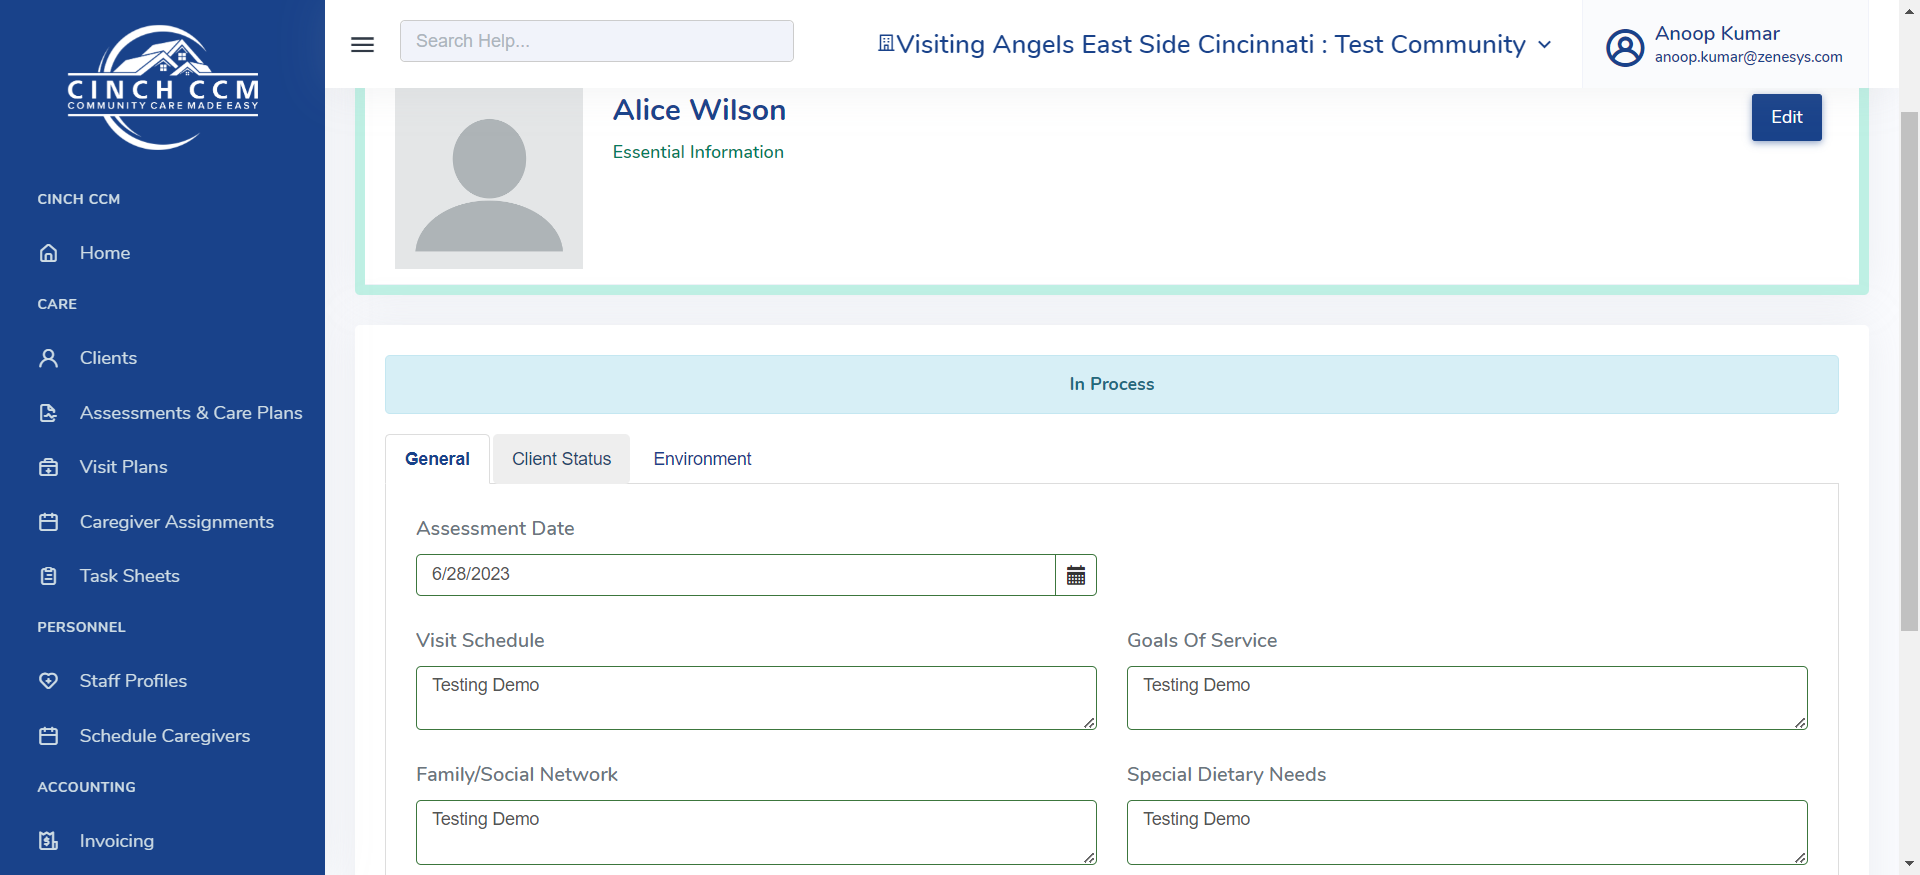 CINCH CCM
COMMUNITY CARE MADE EASY
Search Help...
Visiting Angels East Side Cincinnati : Test Community
Anoop Kumar
anoop.kumar@zenesys.com
CINCH CCM
Home
CARE
Clients
Assessments & Care Plans
Visit Plans
Caregiver Assignments
Task Sheets
PERSONNEL
Staff Profiles
Schedule Caregivers
ACCOUNTING
Invoicing
Alice Wilson
Essential Information
Edit
In Process
General
Client Status
Environment
Assessment Date
6/28/2023
Visit Schedule
Testing Demo
Goals Of Service
Testing Demo
Family/Social Network
Testing Demo
Special Dietary Needs
Testing Demo